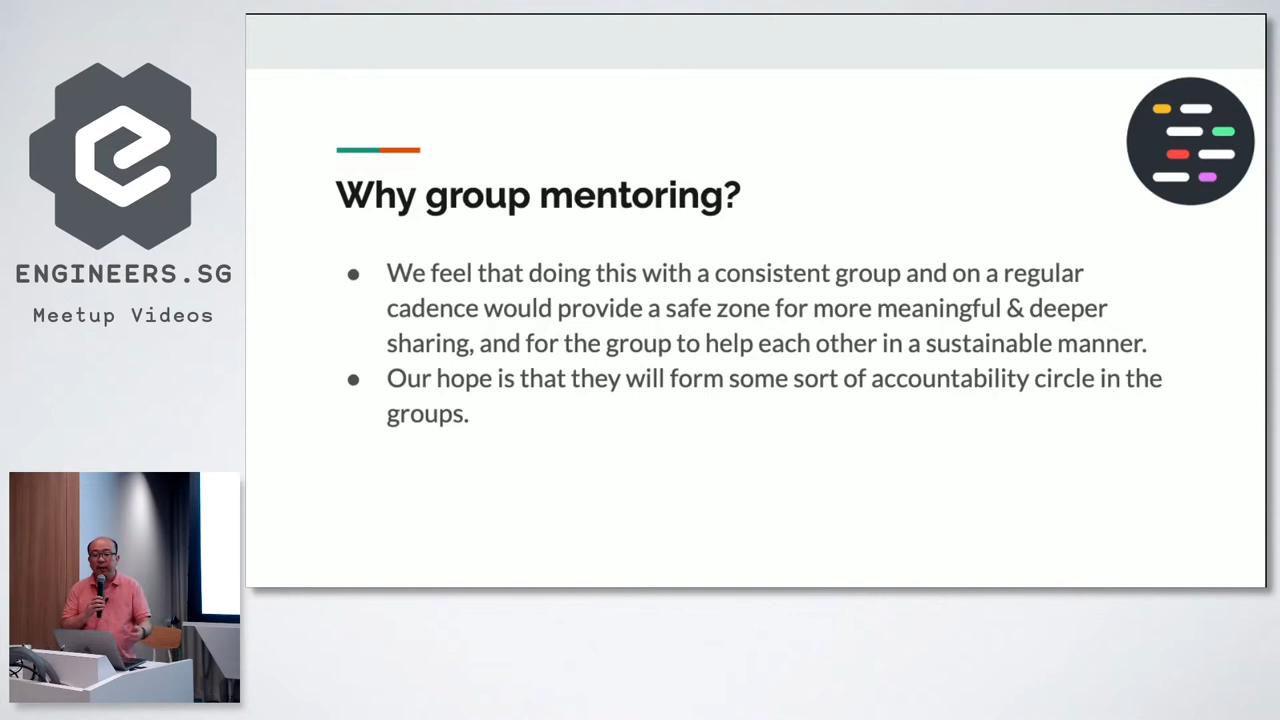 ENGINEERS.SG
Meetup Videos
Why group mentoring?
● We feel that doing this with a consistent group and on a regular
cadence would provide a safe zone for more meaningful & deeper
sharing, and for the group to help each other in a sustainable manner.
● Our hope is that they will form some sort of accountability circle in the
groups.